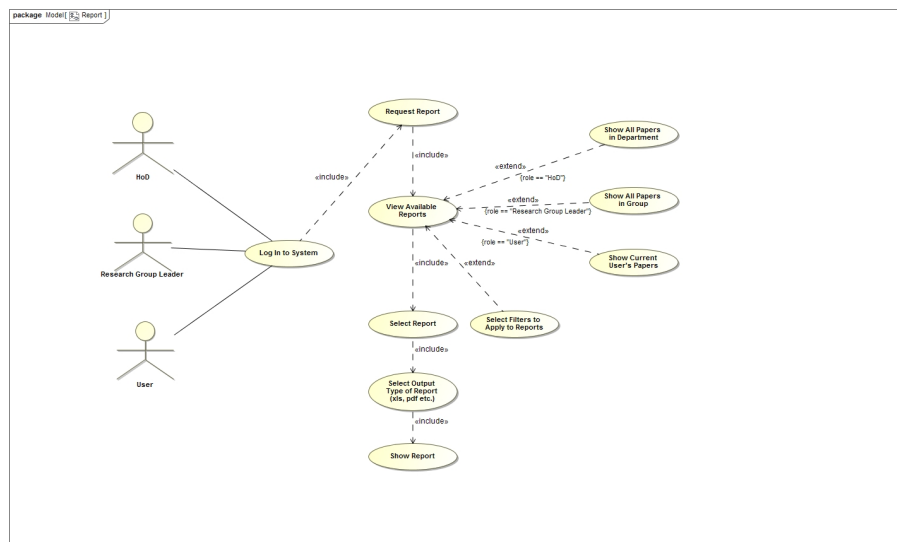 package Model[ Report ]
Request Report
«include»
«include»
Show All Papers
in Department
«extend»
{role == "HoD"}
HoD
View Available
Reports
Show All Papers
in Group
«extend»
{role == "Research Group Leader"}
«extend»
{role == "User"}
Show Current
User's Papers
Log In to System
Research Group Leader
«include»
«extend»
Select Report
Select Filters to
Apply to Reports
User
«include»
Select Output
Type of Report
(xls, pdf etc.)
«include»
Show Report